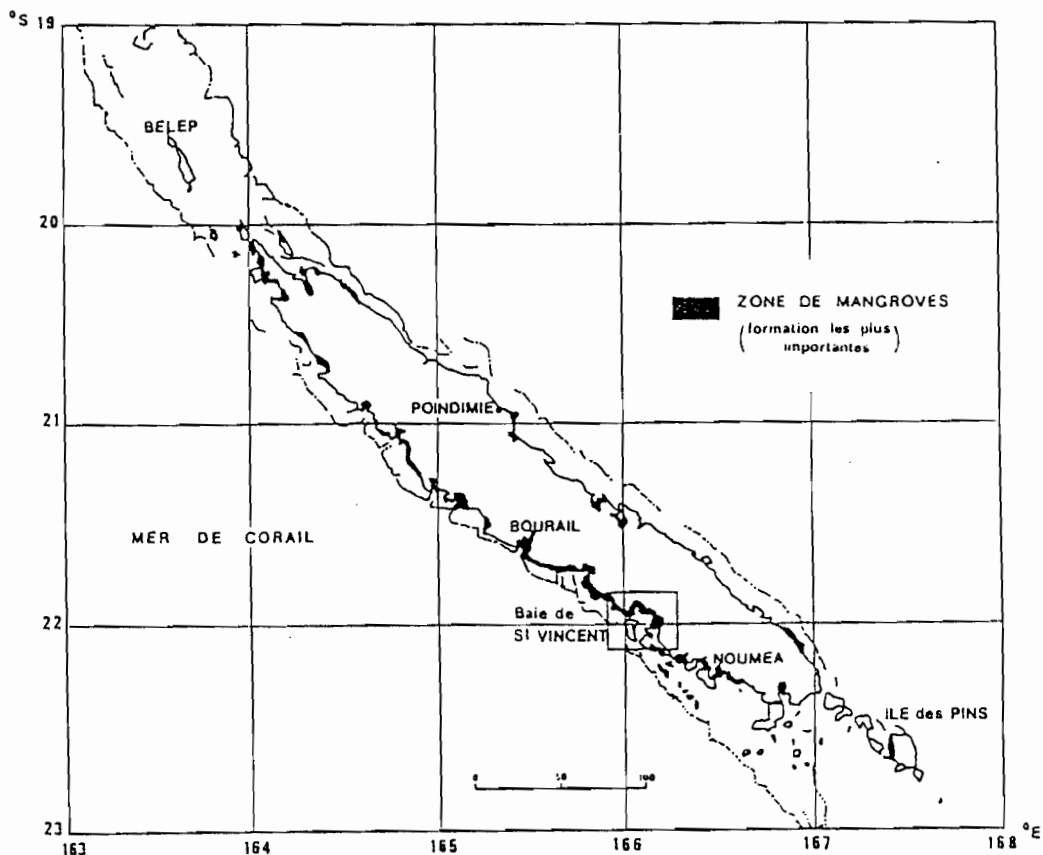 °S 19
BELEP
20
ZONE DE MANGROVES
(formation les plus
importantes)
POINDIMIE
21
BOURAIL
MER DE CORAIL
22
Baie de
St VINCENT
NOUMEA
ILE des PINS
0 50 100
23
163 164 165 166 167 168 °E